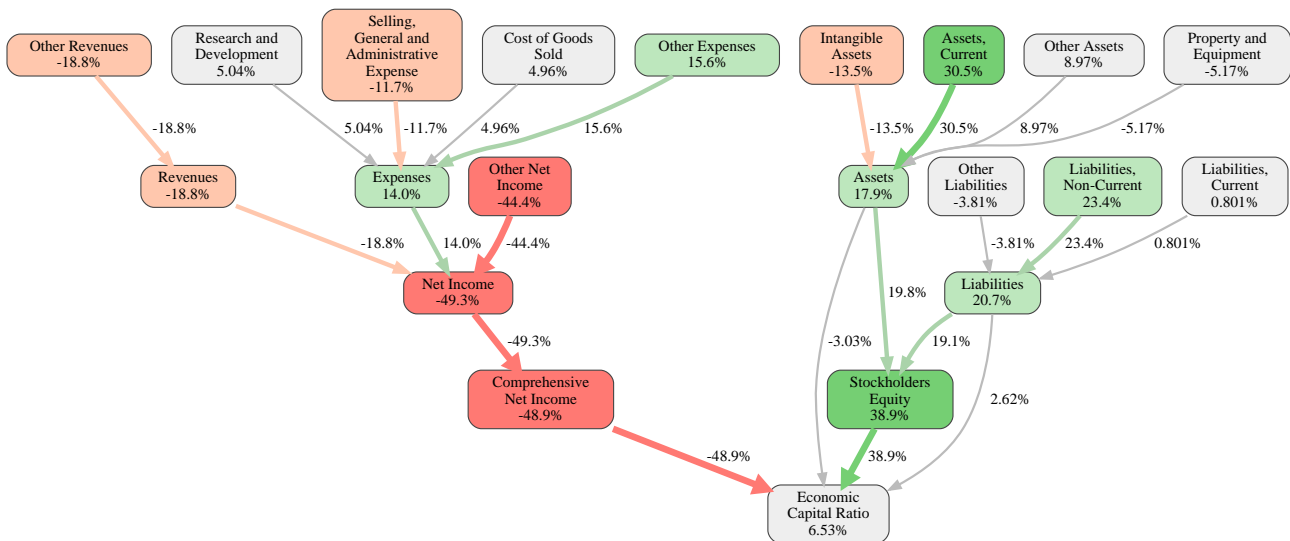 Other Revenues
-18.8%
Research and
Development
5.04%
Selling,
General and
Administrative
Expense
-11.7%
Cost of Goods
Sold
4.96%
Other Expenses
15.6%
Intangible
Assets
-13.5%
Assets,
Current
30.5%
Other Assets
8.97%
Property and
Equipment
-5.17%
-18.8%
5.04%
-11.7%
4.96%
15.6%
-13.5%
30.5%
8.97%
-5.17%
Revenues
-18.8%
Expenses
14.0%
Other Net
Income
-44.4%
Assets
17.9%
Other
Liabilities
-3.81%
Liabilities,
Non-Current
23.4%
Liabilities,
Current
0.801%
-18.8%
14.0%
-44.4%
-3.81%
23.4%
0.801%
Net Income
-49.3%
19.8%
Liabilities
20.7%
-49.3%
-3.03%
19.1%
Comprehensive
Net Income
-48.9%
Stockholders
Equity
38.9%
2.62%
-48.9%
38.9%
Economic
Capital Ratio
6.53%